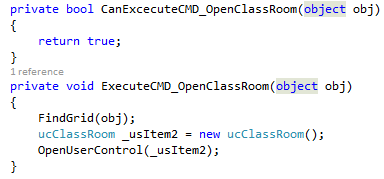 private bool CanExcecuteCMD_OpenClassRoom(object obj)
{
    return true;
}
1 reference
private void ExcecuteCMD_OpenClassRoom(object obj)
{
    FindGrid(obj);
    ucClassRoom _usItem2 = new ucClassRoom();
    OpenUserControl(_usItem2);
}